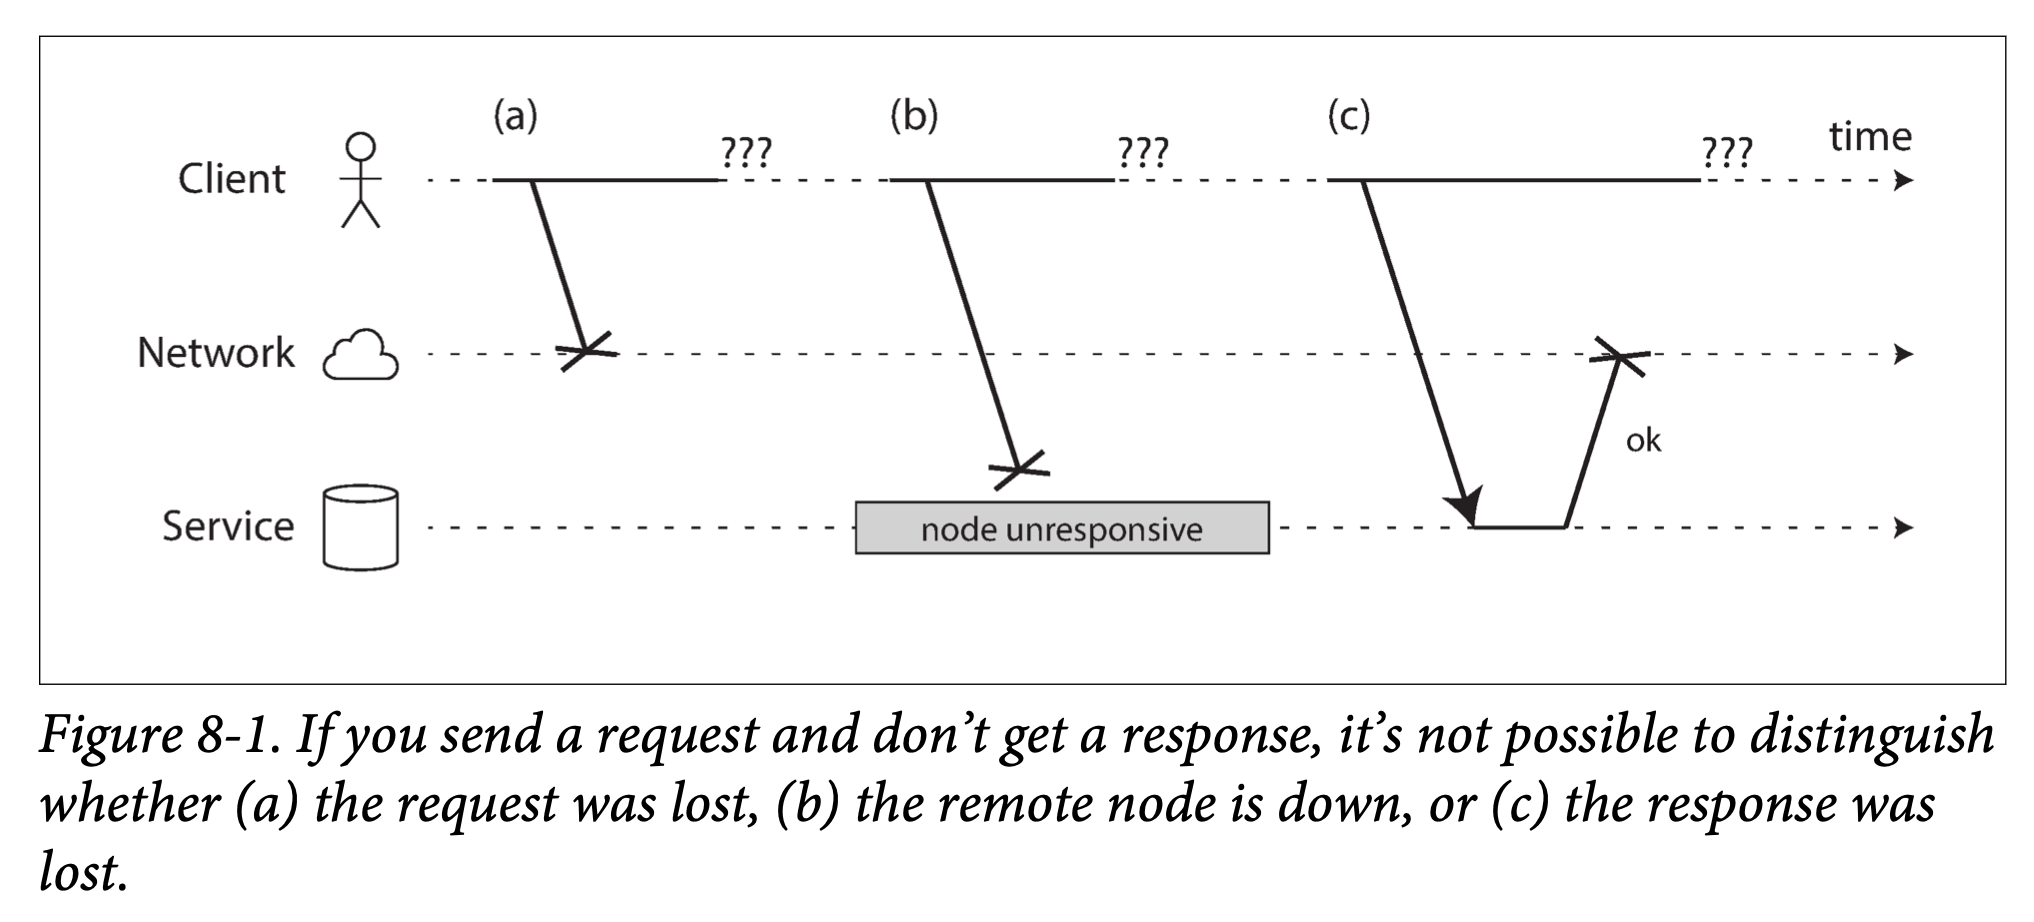 (a)
(b)
(c)
???
???
???
time
Client
Network
ok
Service
node unresponsive
Figure 8-1. If you send a request and don’t get a response, it’s not possible to distinguish
whether (a) the request was lost, (b) the remote node is down, or (c) the response was
lost.